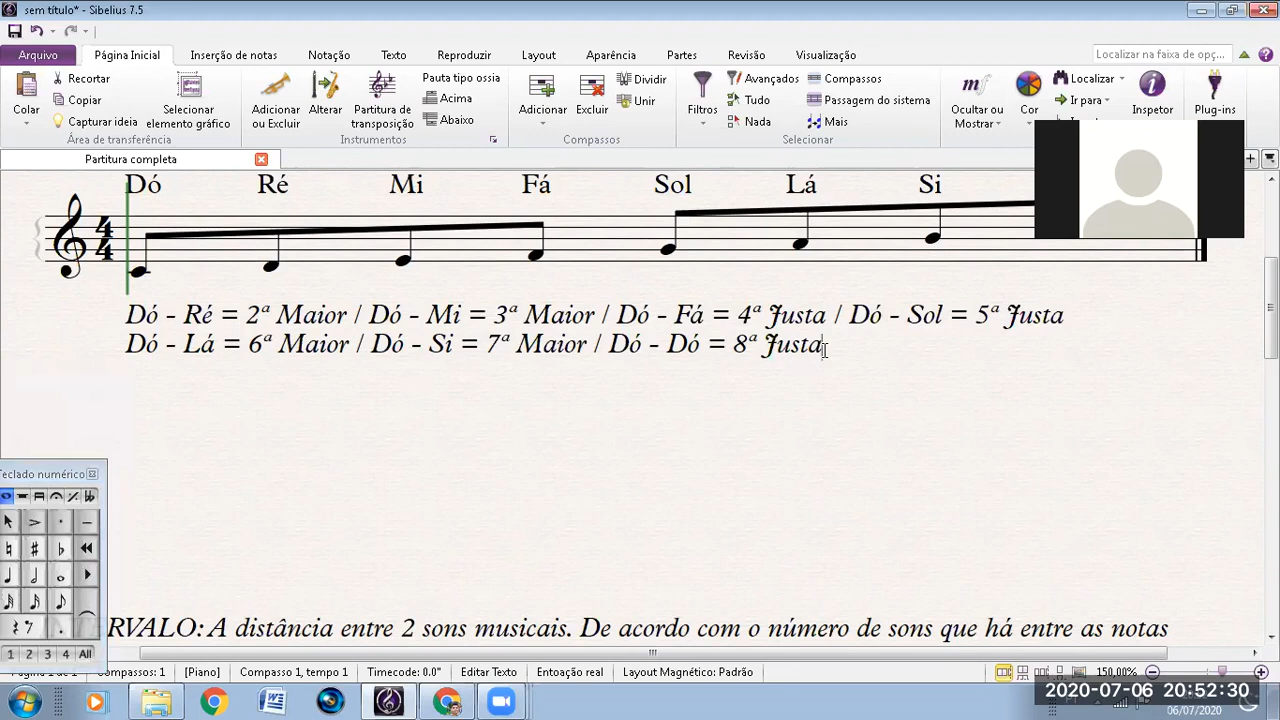 sem título* - Sibelius 7.5
Arquivo Página Inicial Inserção de notas Notação Texto Reproduzir Layout Aparência Partes Revisão Visualização Localizar na faixa de opç...
Colar Recortar Copiar Capturar ideia Selecionar elemento gráfico
Área de transferência
Adicionar ou Excluir Alterar Partitura de transposição Pauta tipo ossia Acima Abaixo
Instrumentos
Adicionar Excluir Dividir Unir
Compassos
Filtros Avançados Tudo Nada Compassos Passagem do sistema Mais
Selecionar
Ocultar ou Mostrar Cor Localizar Ir para Inspetor Plug-ins
Partitura completa
Dó Ré Mi Fá Sol Lá Si
4
4
Dó - Ré = 2ª Maior / Dó - Mi = 3ª Maior / Dó - Fá = 4ª Justa / Dó - Sol = 5ª Justa
Dó - Lá = 6ª Maior / Dó - Si = 7ª Maior / Dó - Dó = 8ª Justa
Teclado numérico
1 2 3 4 All
INTERVALO: A distância entre 2 sons musicais. De acordo com o número de sons que há entre as notas
Página 1 de 1 Compassos: 1 [Piano] Compasso 1, tempo 1 Timecode: 0.0" Editar Texto Entoação real Layout Magnético: Padrão 150,00%
2020-07-06 20:52:30
06/07/2020